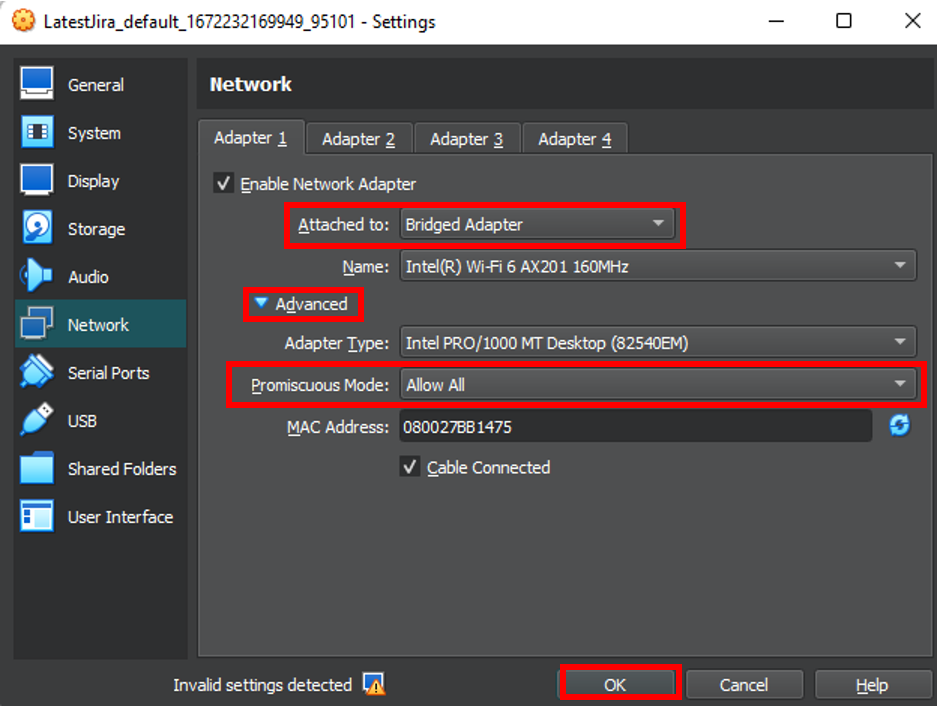 LatestJira_default_1672232169949_95101 - Settings
General
System
Display
Storage
Audio
Network
Serial Ports
USB
Shared Folders
User Interface
Network
Adapter 1 Adapter 2 Adapter 3 Adapter 4
Enable Network Adapter
Attached to: Bridged Adapter
Name: Intel(R) Wi-Fi 6 AX201 160MHz
Advanced
Adapter Type: Intel PRO/1000 MT Desktop (82540EM)
Promiscuous Mode: Allow All
MAC Address: 080027BB1475
Cable Connected
Invalid settings detected OK Cancel Help